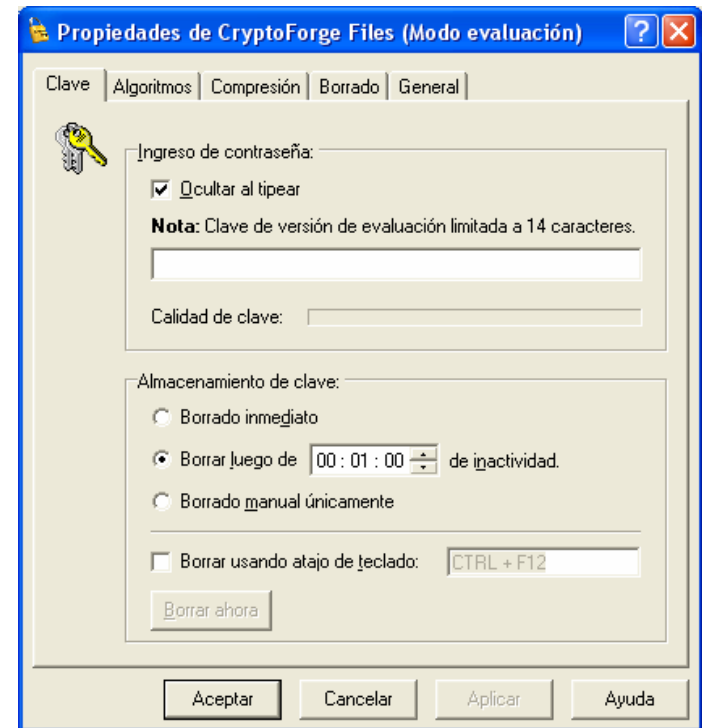 Propiedades de CryptoForge Files (Modo evaluación)
Clave Algoritmos Compresión Borrado General
Ingreso de contraseña:
Ocultar al tipear
Nota: Clave de versión de evaluación limitada a 14 caracteres.
Calidad de clave:
Almacenamiento de clave:
Borrado inmediato
Borrar luego de 00 : 01 : 00 de inactividad.
Borrado manual únicamente
Borrar usando atajo de teclado: CTRL + F12
Borrar ahora
Aceptar Cancelar Aplicar Ayuda